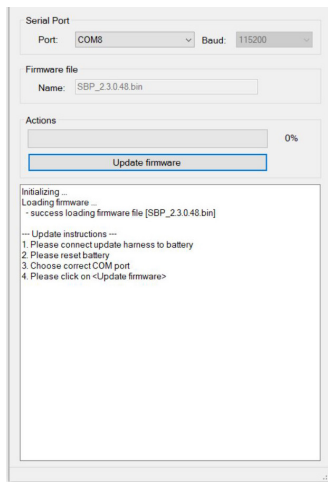 Serial Port
Port: COM8 Baud: 115200
Firmware file
Name: SBP_2.3.0.48.bin
Actions
0%
Update firmware
Initializing ...
Loading firmware ...
- success loading firmware file [SBP_2.3.0.48.bin]
--- Update instructions ---
1. Please connect update harness to battery
2. Please reset battery
3. Choose correct COM port
4. Please click on <Update firmware>